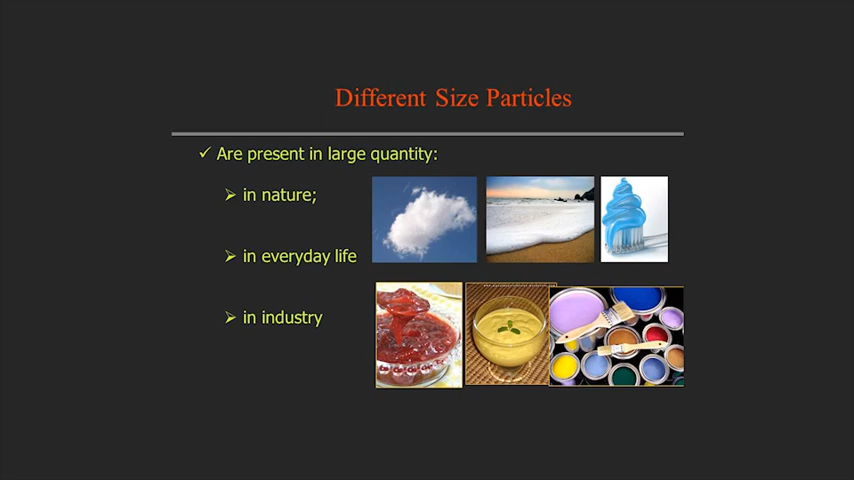 Different Size Particles
✓ Are present in large quantity:
➢ in nature;
➢ in everyday life
➢ in industry